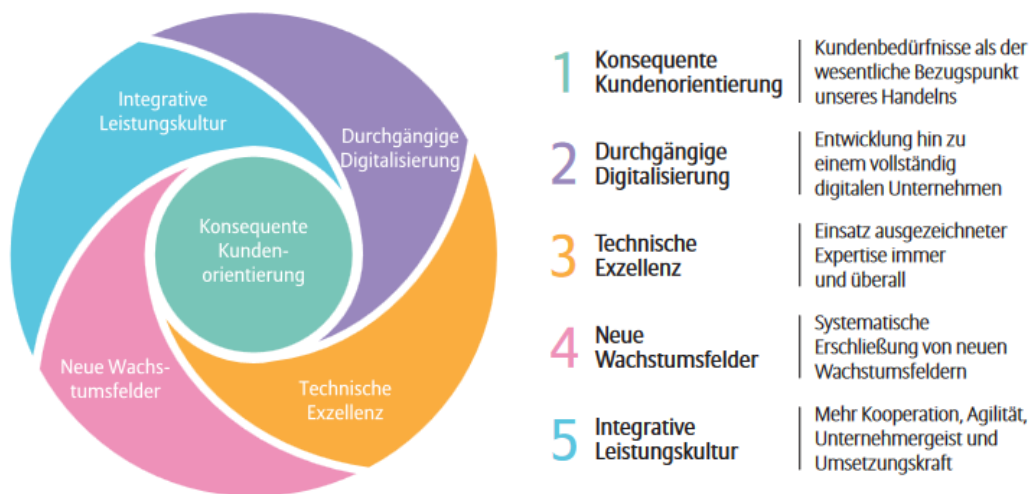 Integrative
Leistungskultur
Durchgängige
Digitalisierung
Konsequente
Kunden-
orientierung
Neue Wachs-
tumsfelder
Technische
Exzellenz
1
Konsequente
Kundenorientierung
Kundenbedürfnisse als der
wesentliche Bezugspunkt
unseres Handelns
2
Durchgängige
Digitalisierung
Entwicklung hin zu
einem vollständig
digitalen Unternehmen
3
Technische
Exzellenz
Einsatz ausgezeichneter
Expertise immer
und überall
4
Neue
Wachstumsfelder
Systematische
Erschließung von neuen
Wachstumsfeldern
5
Integrative
Leistungskultur
Mehr Kooperation, Agilität,
Unternehmergeist und
Umsetzungskraft